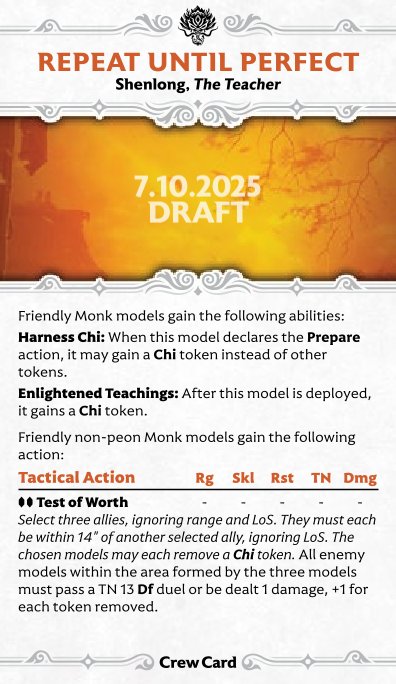 REPEAT UNTIL PERFECT
Shenlong, The Teacher
7.10.2025
DRAFT
Friendly Monk models gain the following abilities:
Harness Chi: When this model declares the Prepare
action, it may gain a Chi token instead of other
tokens.
Enlightened Teachings: After this model is deployed,
it gains a Chi token.
Friendly non-peon Monk models gain the following
action:
Tactical Action Rg Skl Rst TN Dmg
Test of Worth - - - - -
Select three allies, ignoring range and LoS. They must each
be within 14" of another selected ally, ignoring LoS. The
chosen models may each remove a Chi token. All enemy
models within the area formed by the three models
must pass a TN 13 Df duel or be dealt 1 damage, +1 for
each token removed.
Crew Card